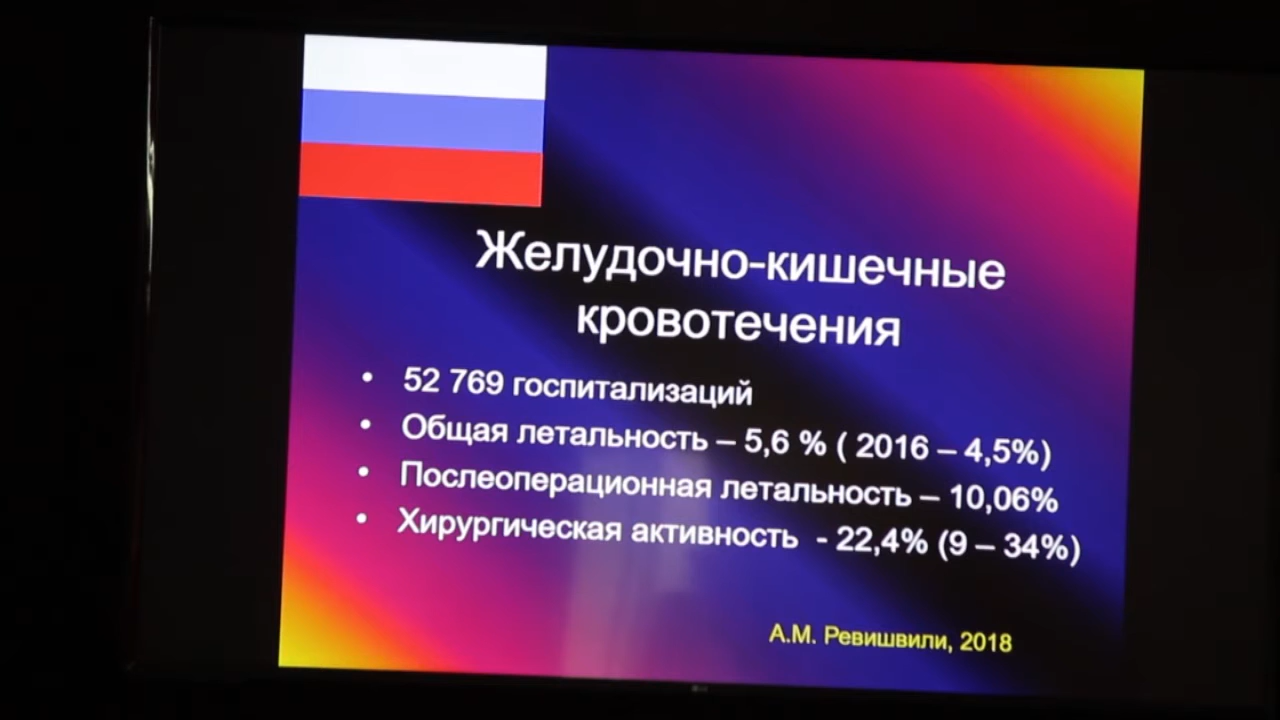 Желудочно-кишечные
кровотечения
• 52 769 госпитализаций
• Общая летальность – 5,6 % ( 2016 – 4,5%)
• Послеоперационная летальность – 10,06%
• Хирургическая активность - 22,4% (9 – 34%)
А.М. Ревишвили, 2018